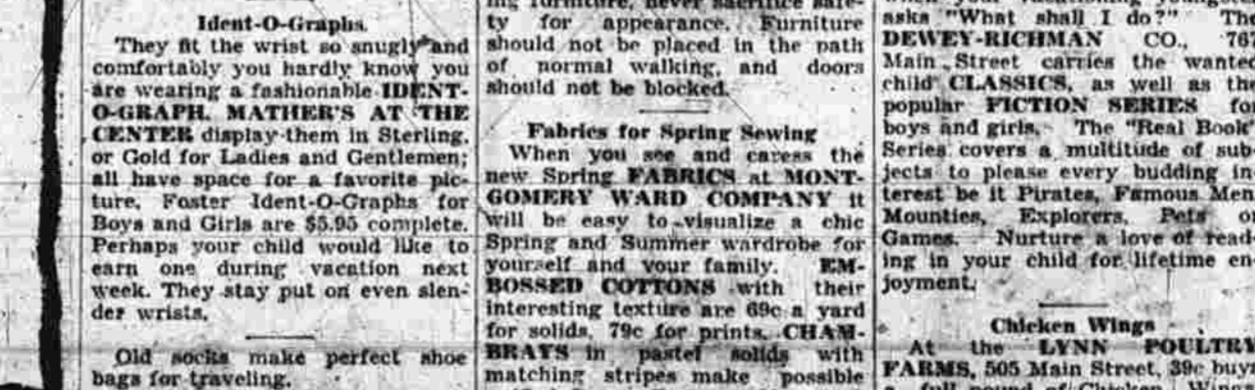 Ident-O-Graphs
They fit the wrist so snugly and
comfortably you hardly know you
are wearing a fashionable IDENT-
O-GRAPH. MATHER'S AT THE
CENTER display them in Sterling,
or Gold for Ladies and Gentlemen;
all have space for a favorite pic-
ture. Foster Ident-O-Graphs for
Boys and Girls are $5.95 complete.
Perhaps your child would like to
earn one during vacation next
week. They stay put on even slen-
der wrists.
Old socks make perfect shoe
bags for traveling.
ing furniture, never sacrifice safe-
ty for appearance. Furniture
should not be placed in the path
of normal walking, and doors
should not be blocked.
Fabrics for Spring Sewing
When you see and caress the
new Spring FABRICS at MONT-
GOMERY WARD COMPANY it
will be easy to visualize a chic
Spring and Summer wardrobe for
yourself and your family. EM-
BOSSED COTTONS with their
interesting texture are 69c a yard
for solids, 79c for prints. CHAM-
BRAYS in pastel solids with
matching stripes make possible
asks "What shall I do?" The
DEWEY-RICHMAN CO., 767
Main Street carries the wanted
child CLASSICS, as well as the
popular FICTION SERIES for
boys and girls. The "Real Book"
Series covers a multitude of sub-
jects to please every budding in-
terest be it Pirates, Famous Men
Mounties, Explorers, Pets or
Games. Nurture a love of read-
ing in your child for lifetime en-
joyment.
Chicken Wings
At the LYNN POULTRY
FARMS, 505 Main Street, 39c buys